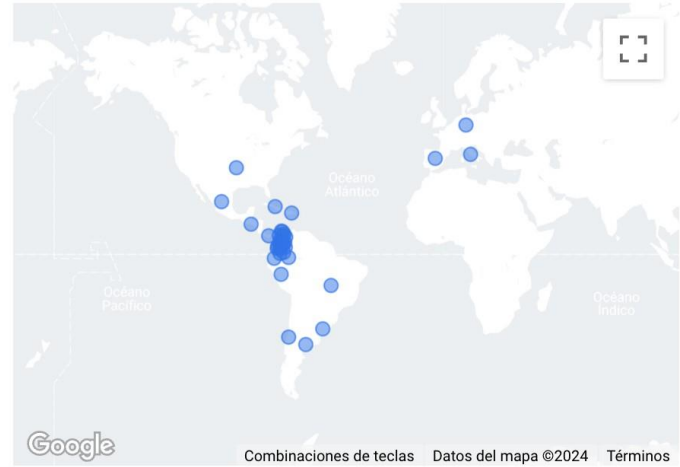 Océano
Atlántico
Océano
Pacífico
Océano
Índico
Google
Combinaciones de teclas
Datos del mapa ©2024
Términos